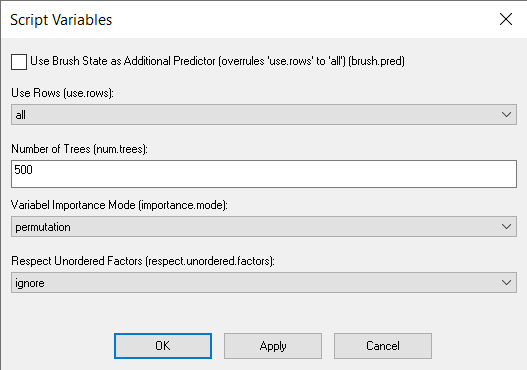 Script Variables
Use Brush State as Additional Predictor (overrules 'use.rows' to 'all') (brush.pred)
Use Rows (use.rows):
all
Number of Trees (num.trees):
500
Variabel Importance Mode (importance.mode):
permutation
Respect Unordered Factors (respect.unordered.factors):
ignore
OK Apply Cancel